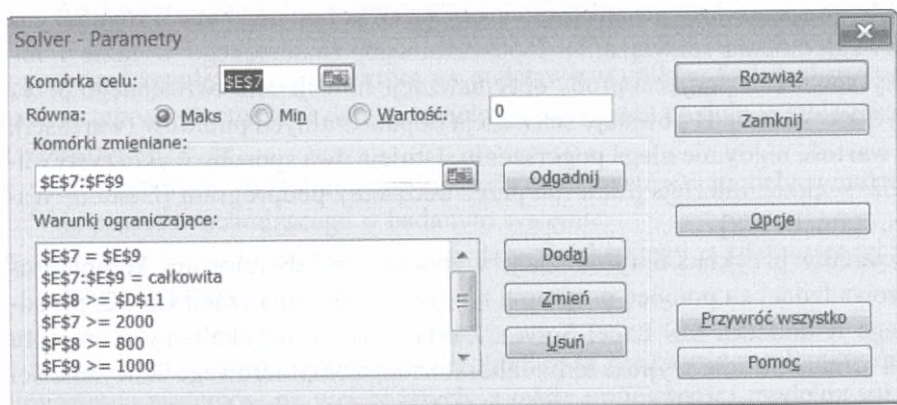 Solver - Parametry
Komórka celu: $E$7
Równa: Maks Min Wartość: 0
Komórki zmieniane:
$E$7:$F$9
Odgadnij
Warunki ograniczające:
$E$7 = $E$9
$E$7:$E$9 = całkowita
$E$8 >= $D$11
$F$7 >= 2000
$F$8 >= 800
$F$9 >= 1000
Dodaj
Zmień
Usuń
Rozwiąż
Zamknij
Opcje
Przywróć wszystko
Pomoc